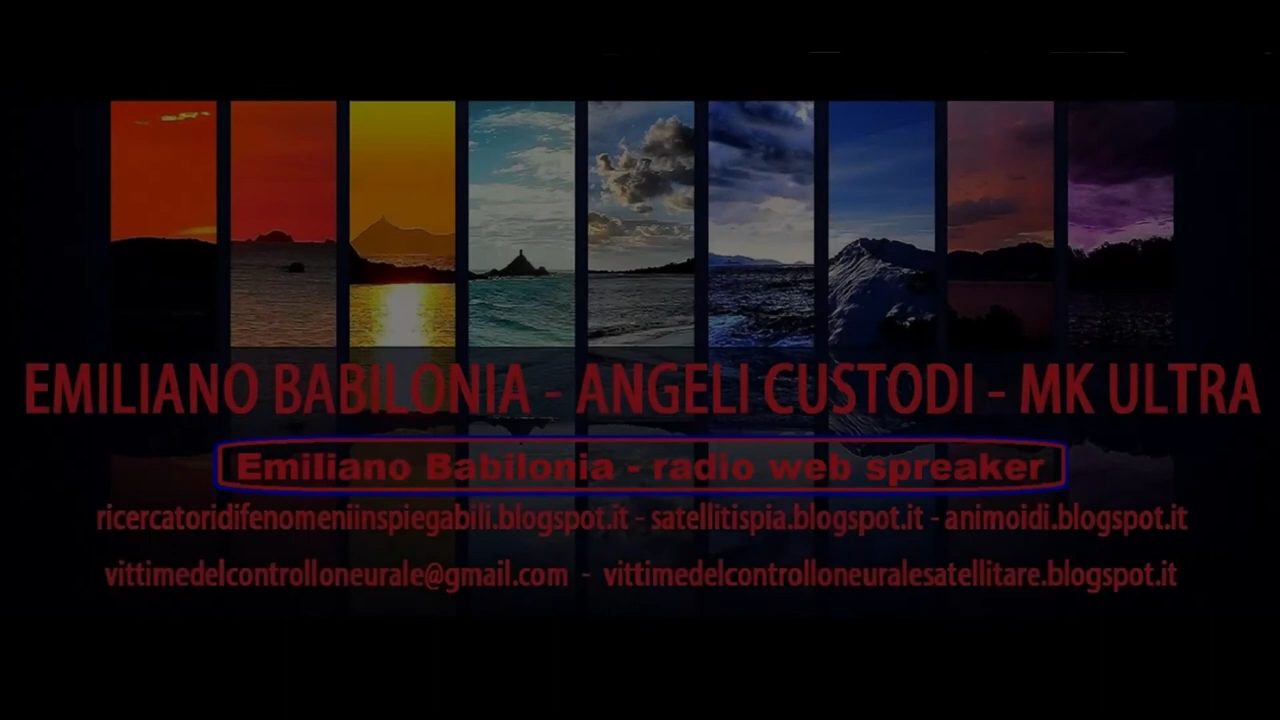 EMILIANO BABILONIA - ANGELI CUSTODI - MK ULTRA
Emiliano Babilonia - radio web spreaker
ricercatoridifenomeniinspiegabili.blogspot.it - satellitispia.blogspot.it - animoidi.blogspot.it
vittimedelcontrolloneurale@gmail.com - vittimedelcontrolloneuralesatellitare.blogspot.it